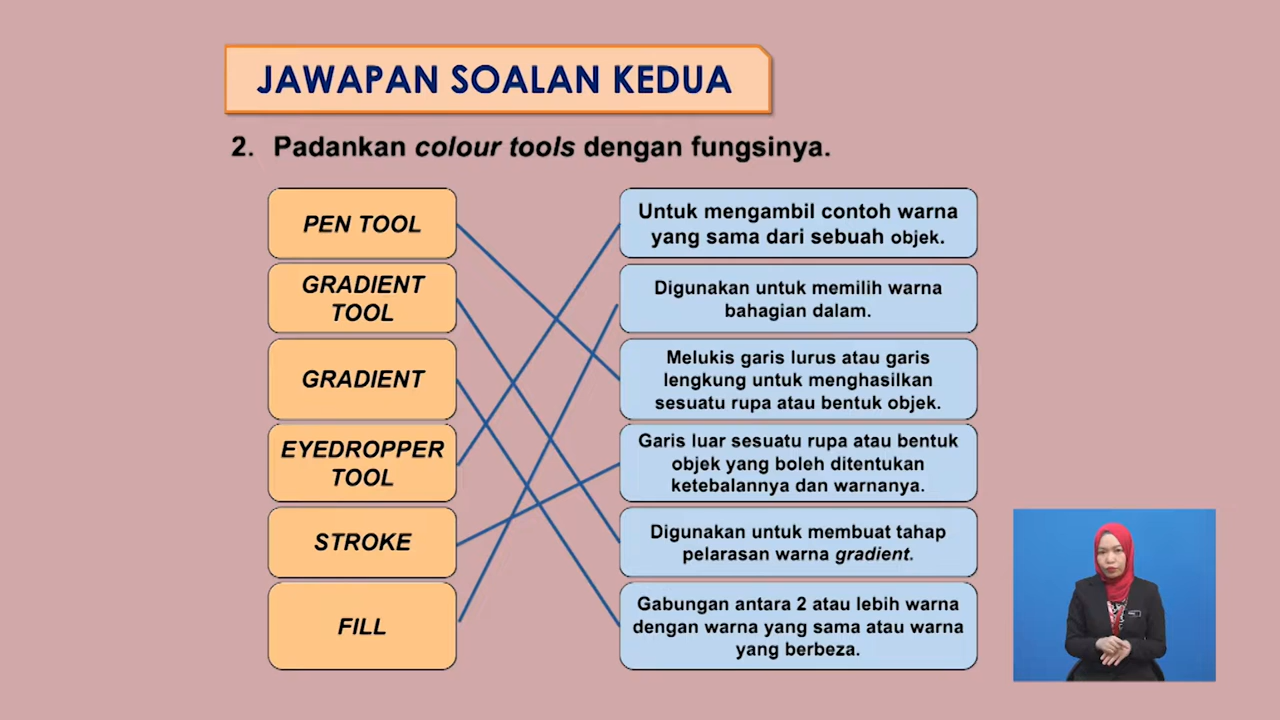 JAWAPAN SOALAN KEDUA
2. Padankan colour tools dengan fungsinya.
PEN TOOL
Untuk mengambil contoh warna
yang sama dari sebuah objek.
GRADIENT
TOOL
Digunakan untuk memilih warna
bahagian dalam.
GRADIENT
Melukis garis lurus atau garis
lengkung untuk menghasilkan
sesuatu rupa atau bentuk objek.
EYEDROPPER
TOOL
Garis luar sesuatu rupa atau bentuk
objek yang boleh ditentukan
ketebalannya dan warnanya.
STROKE
Digunakan untuk membuat tahap
pelarasan warna gradient.
FILL
Gabungan antara 2 atau lebih warna
dengan warna yang sama atau warna
yang berbeza.